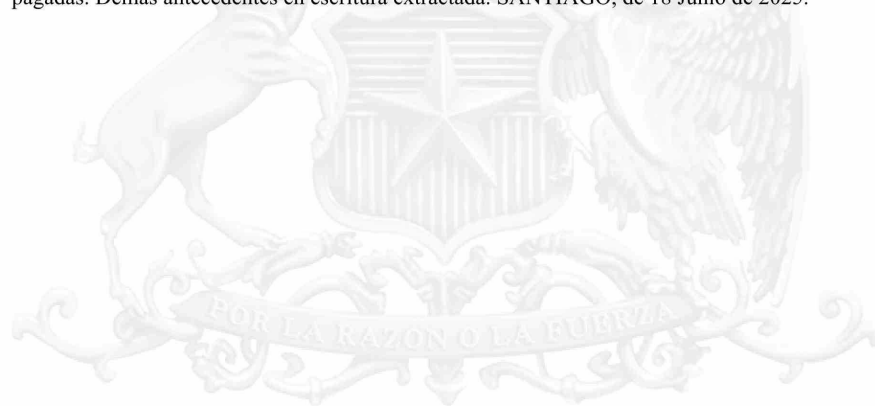 pagadas. Demás antecedentes en escritura extractada. SANTIAGO, de 18 Junio de 2025.
POR LA RAZON O LA FUERZA